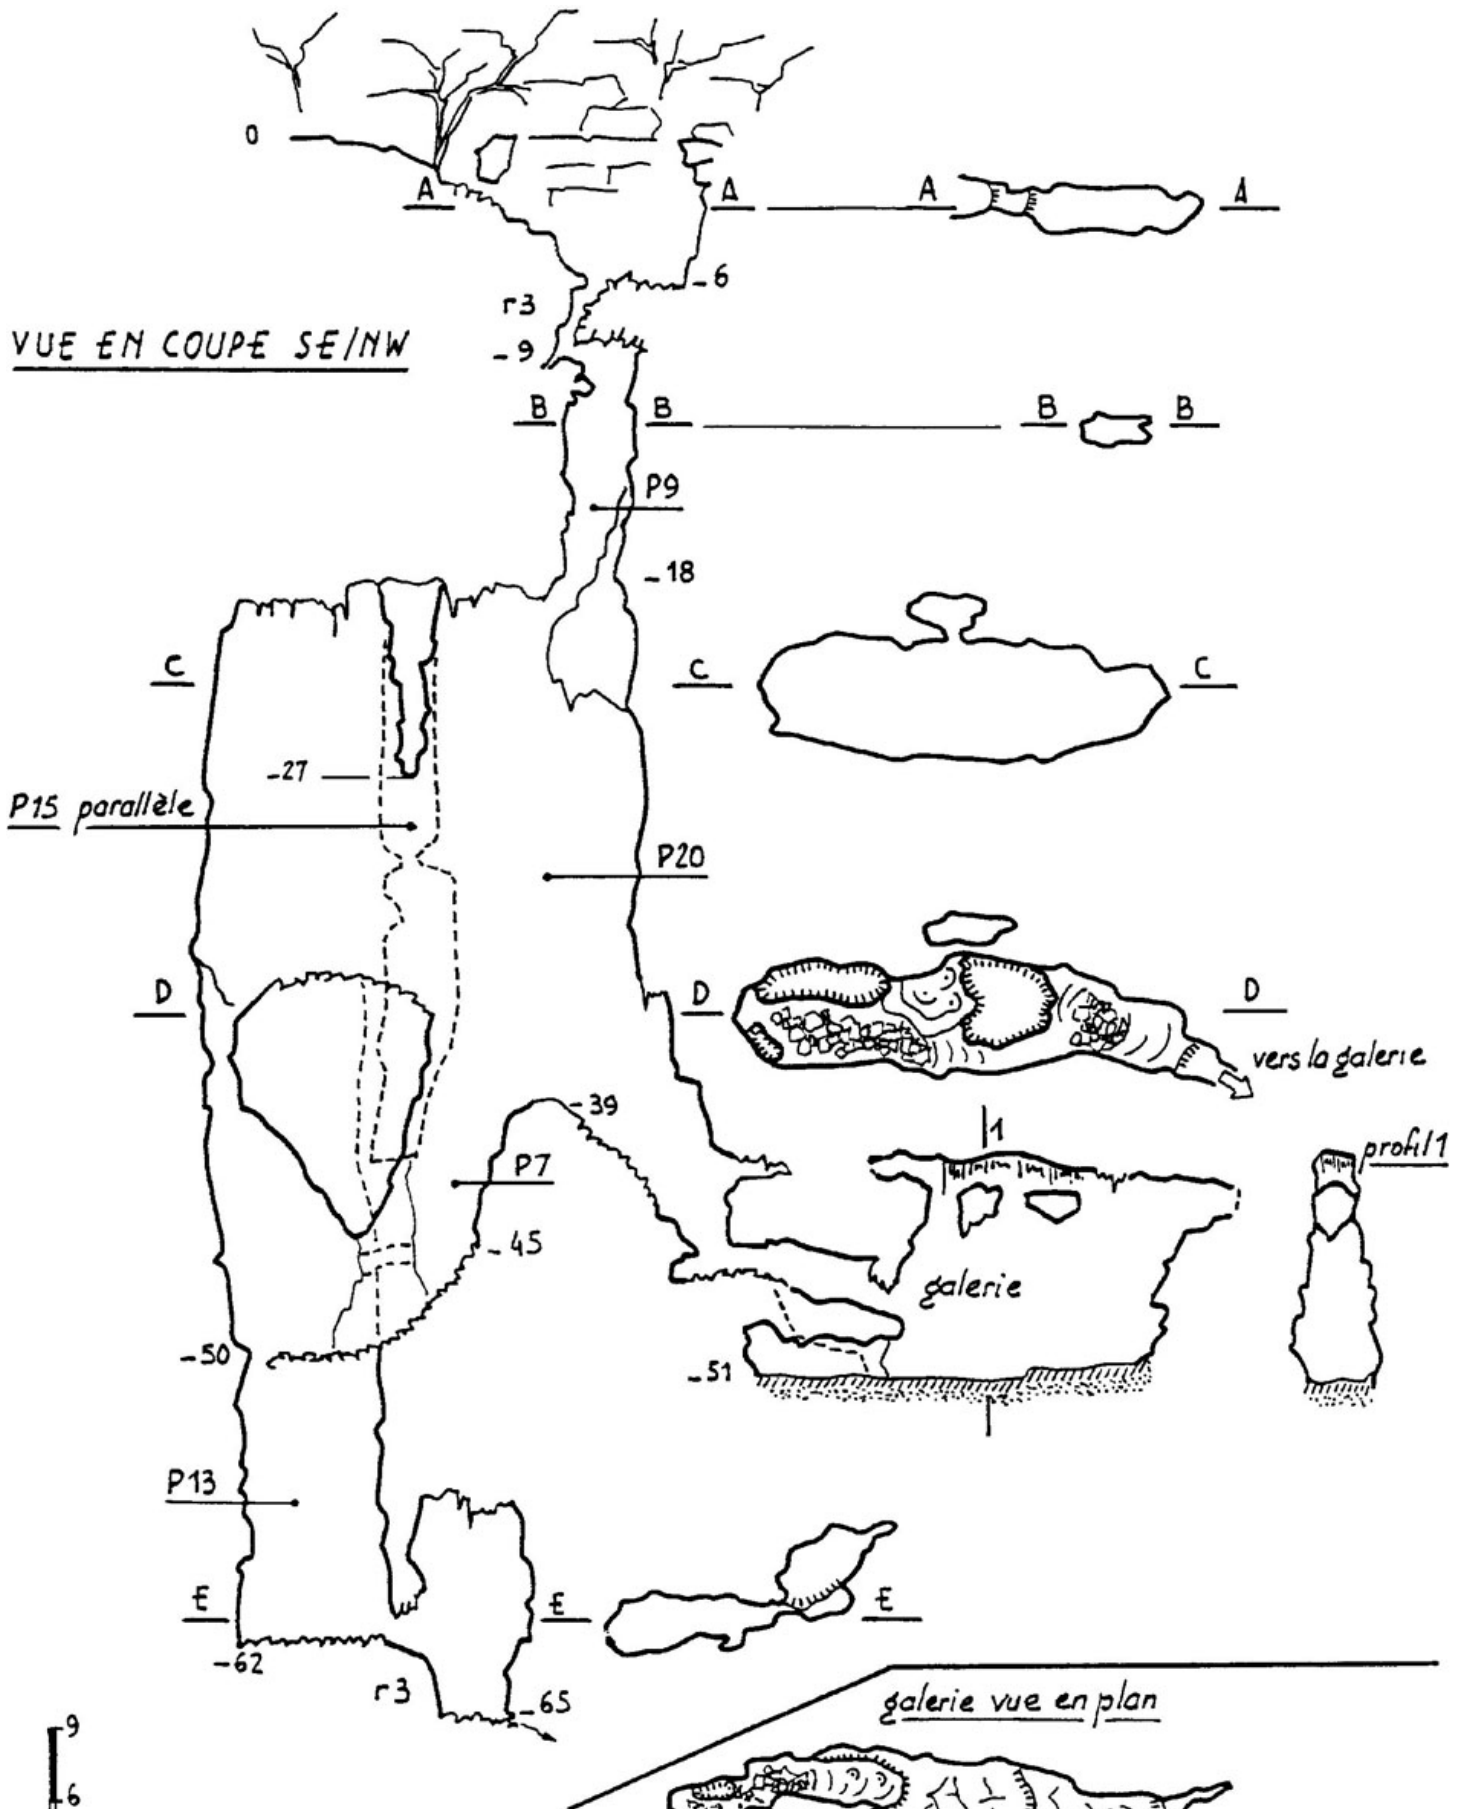 0
A A A A
-6
r3
VUE EN COUPE SE/NW
-9
B B B B
P9
-18
C C C
-27
P15 parallèle
P20
D D D
vers la galerie
-39
1
profil 1
P7
-45
galerie
-50
-51
P13
E E E
-62
r3
-65
galerie vue en plan
9
6